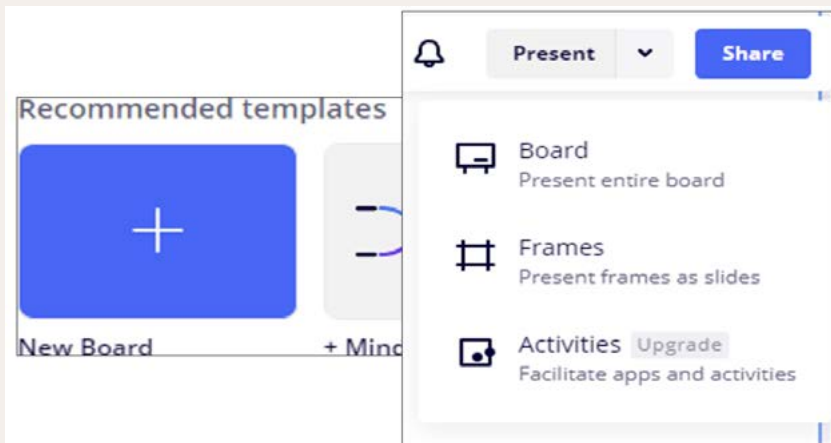 Recommended templates
New Board
+ Mind
Present
Share
Board
Present entire board
Frames
Present frames as slides
Activities Upgrade
Facilitate apps and activities